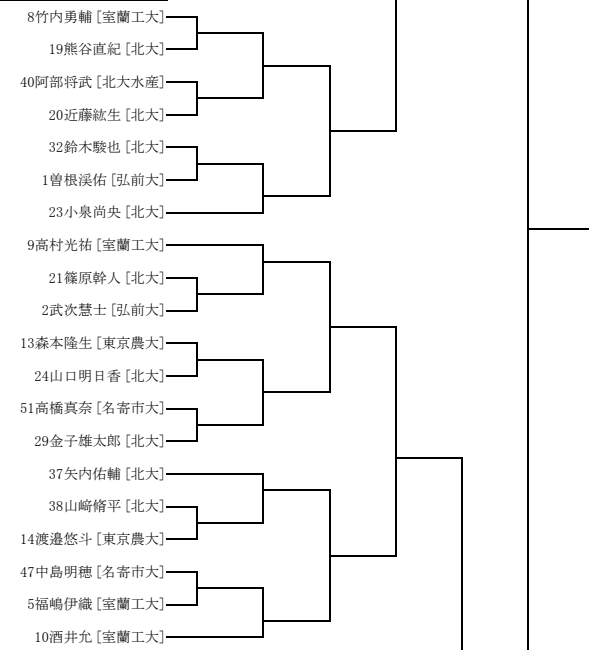 8竹内勇輔 [室蘭工大]
19熊谷直紀 [北大]
40阿部将武 [北大水産]
20近藤紘生 [北大]
32鈴木駿也 [北大]
1曽根渓佑 [弘前大]
23小泉尚央 [北大]
9高村光祐 [室蘭工大]
21篠原幹人 [北大]
2武次慧士 [弘前大]
13森本隆生 [東京農大]
24山口明日香 [北大]
51高橋真奈 [名寄市大]
29金子雄太郎 [北大]
37矢内佑輔 [北大]
38山﨑脩平 [北大]
14渡邉悠斗 [東京農大]
47中島明穂 [名寄市大]
5福嶋伊織 [室蘭工大]
10酒井允 [室蘭工大]